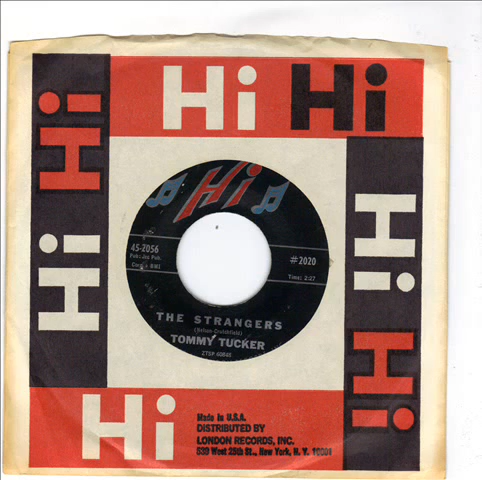 Hi Hi
Hi
Hi
Hi
Hi
Hi
45-2056
#2020
Time: 2:27
THE STRANGERS
TOMMY TUCKER
Hi
Hi
Made in U.S.A.
DISTRIBUTED BY
LONDON RECORDS, INC.
539 West 25th St., New York, N. Y. 10001